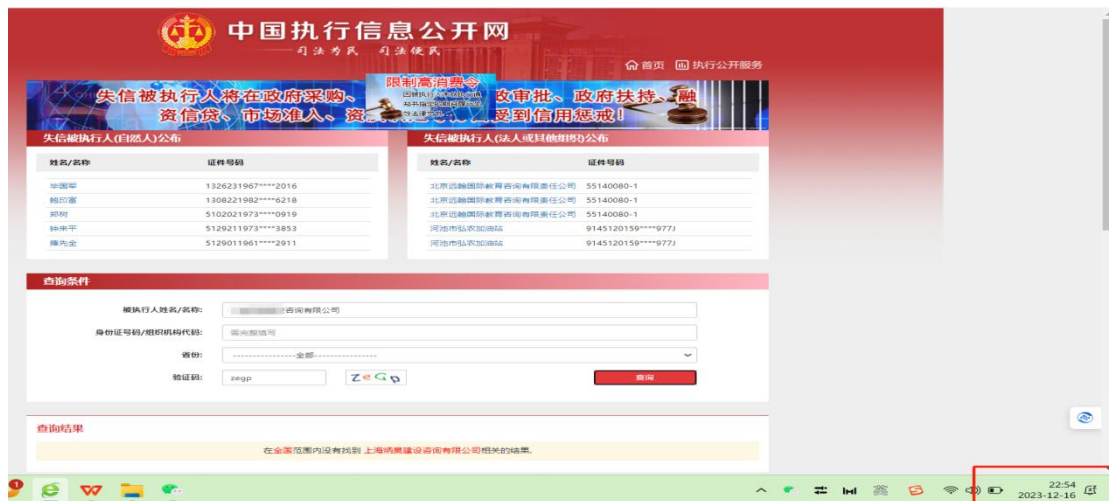 中国执行信息公开网
司法为民 司法便民
首页 执行公开服务
限制高消费令
失信被执行人将在政府采购、 政审批、政府扶持、融
资信贷、市场准入、资 受到信用惩戒！
失信被执行人(自然人)公布
姓名/名称 证件号码
毕国军 1326231967****2016
鲍印富 1308221982****6218
郑树 5102021973****0919
钟来平 5129211973****3853
先金 5129011961****2911
失信被执行人(法人或其他组织)公布
姓名/名称 证件号码
北京远翰国际教育咨询有限责任公司 55140080-1
北京远翰国际教育咨询有限责任公司 55140080-1
北京远翰国际教育咨询有限责任公司 55140080-1
河池市弘农加油站 9145120159****977J
河池市弘农加油站 9145120159****977J
查询条件
被执行人姓名/名称: 咨询有限公司
身份证号码/组织机构代码: 需完整填写
省份: ----------------全部----------------
验证码: zegp ZeGp 查询
查询结果
在全国范围内没有找到 上海炳昊建设咨询有限公司相关的结果.
22:54
2023-12-16